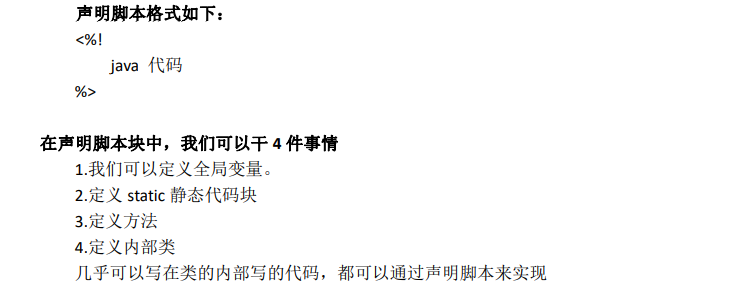 声明脚本格式如下：
<%!
java 代码
%>
在声明脚本块中，我们可以干 4 件事情
1.我们可以定义全局变量。
2.定义 static 静态代码块
3.定义方法
4.定义内部类
几乎可以写在类的内部写的代码，都可以通过声明脚本来实现